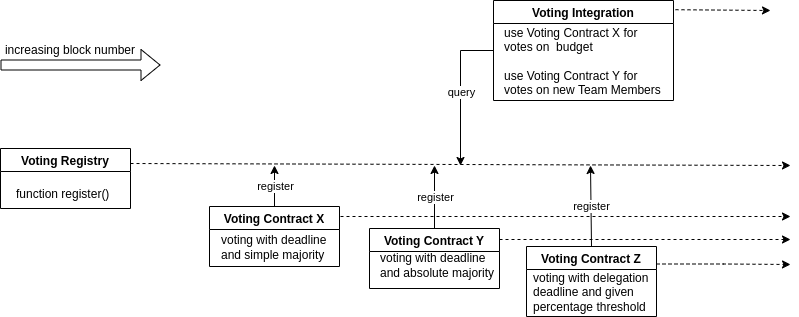 Voting Integration
use Voting Contract X for
votes on budget
use Voting Contract Y for
votes on new Team Members
increasing block number
query
Voting Registry
function register()
register
register
register
Voting Contract X
voting with deadline
and simple majority
Voting Contract Y
voting with deadline
and absolute majority
Voting Contract Z
voting with delegation
deadline and given
percentage threshold